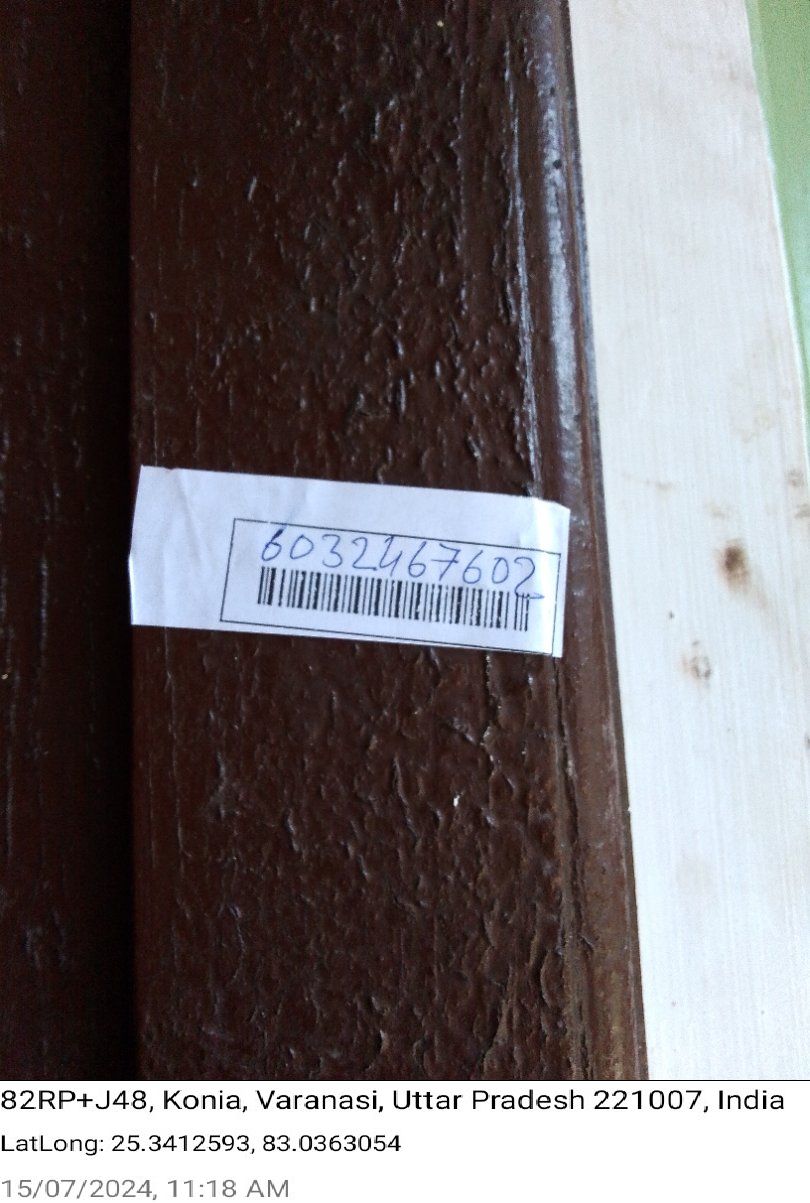 6032467602
82RP+J48, Konia, Varanasi, Uttar Pradesh 221007, India
LatLong: 25.3412593, 83.0363054
15/07/2024, 11:18 AM